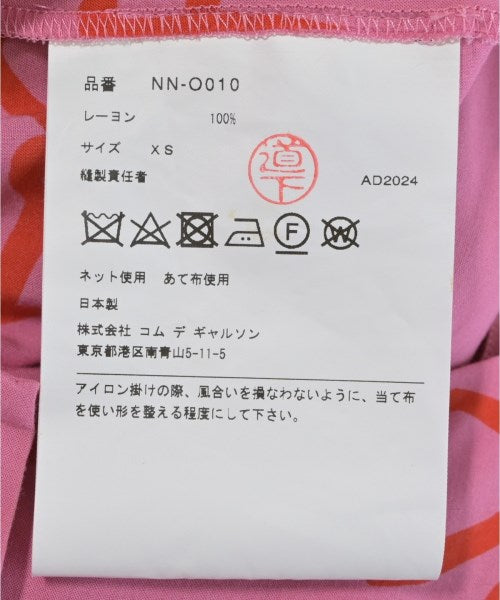 品番 NN-O010
レーヨン 100%
サイズ XS
縫製責任者
道下
AD2024
F
W
ネット使用 あて布使用
日本製
株式会社 コム デ ギャルソン
東京都港区南青山5-11-5
アイロン掛けの際、風合いを損なわないように、当て布
を使い形を整える程度にして下さい。